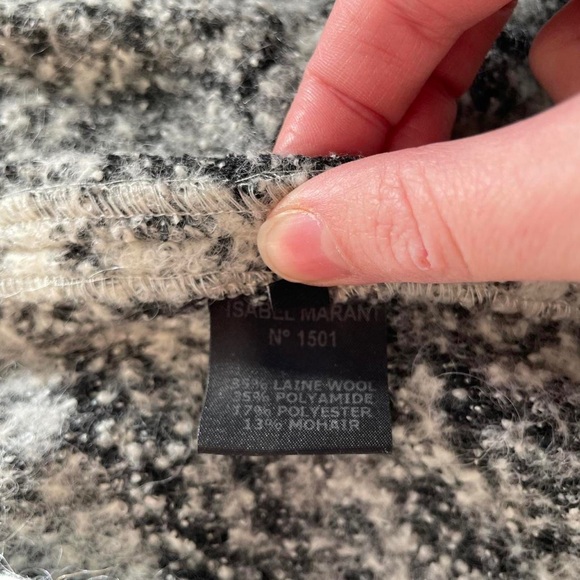 ISABEL MARANT
N° 1501
35% LAINE-WOOL
35% POLYAMIDE
17% POLYESTER
13% MOHAIR